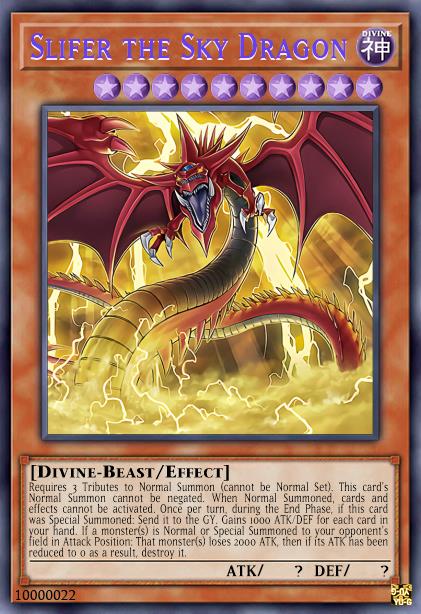 Slifer the Sky Dragon
DIVINE
神
[Divine-Beast/Effect]
Requires 3 Tributes to Normal Summon (cannot be Normal Set). This card's
Normal Summon cannot be negated. When Normal Summoned, cards and
effects cannot be activated. Once per turn, during the End Phase, if this card
was Special Summoned: Send it to the GY. Gains 1000 ATK/DEF for each card in
your hand. If a monster(s) is Normal or Special Summoned to your opponent's
field in Attack Position: That monster(s) loses 2000 ATK, then if its ATK has been
reduced to 0 as a result, destroy it.
ATK/ ? DEF/ ?
10000022